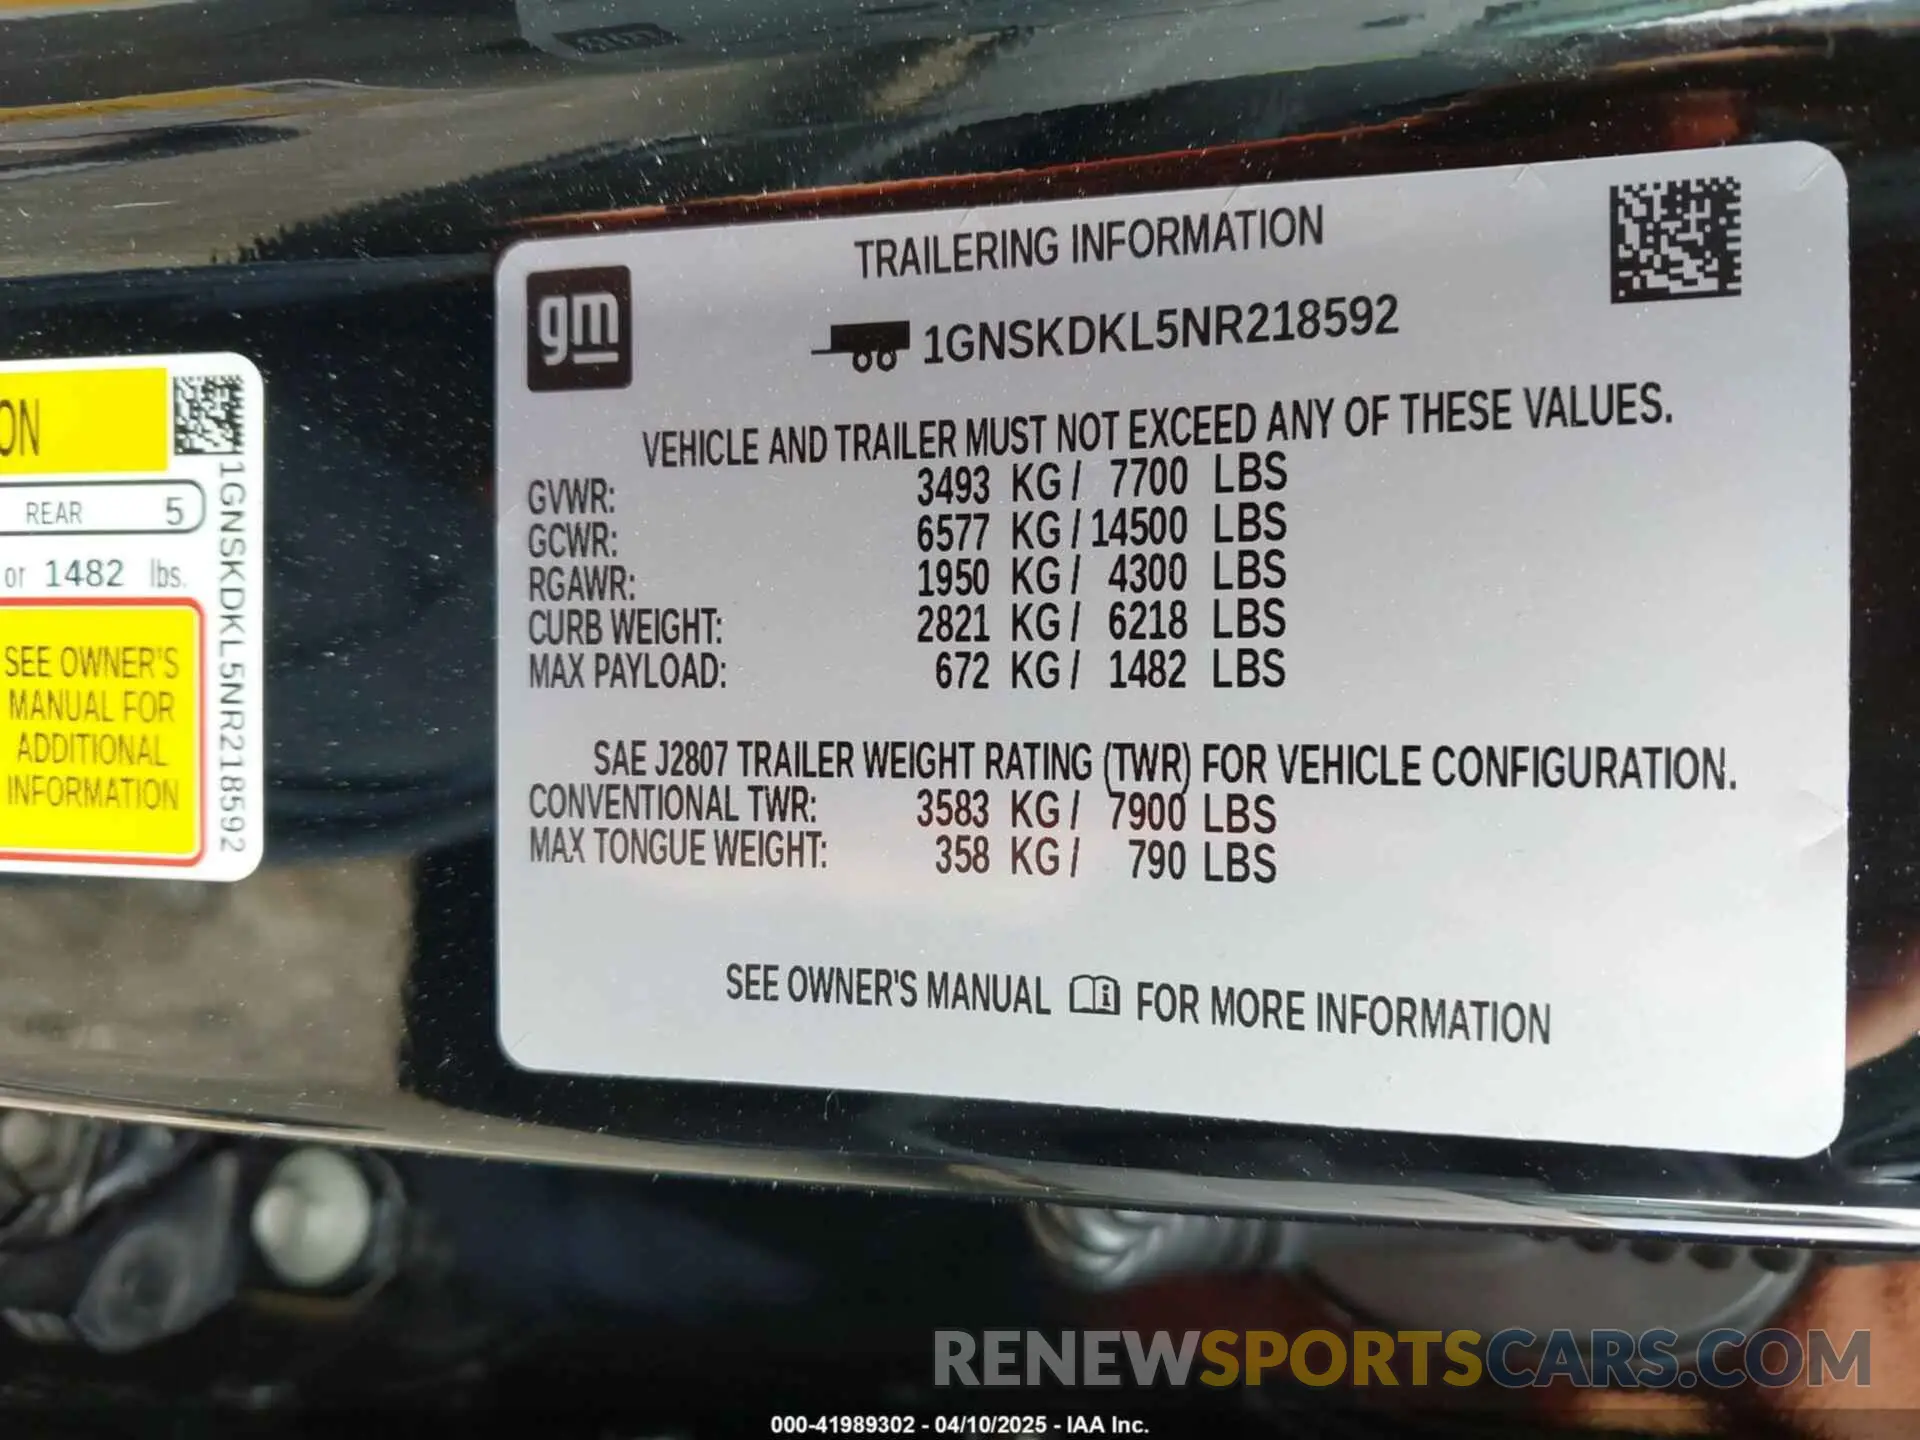 ON
REAR 5
or 1482 lbs.
SEE OWNER'S
MANUAL FOR
ADDITIONAL
INFORMATION
1GNSKDKL5NR218592
gm
TRAILERING INFORMATION
1GNSKDKL5NR218592
VEHICLE AND TRAILER MUST NOT EXCEED ANY OF THESE VALUES.
GVWR: 3493 KG / 7700 LBS
GCWR: 6577 KG / 14500 LBS
RGAWR: 1950 KG / 4300 LBS
CURB WEIGHT: 2821 KG / 6218 LBS
MAX PAYLOAD: 672 KG / 1482 LBS
SAE J2807 TRAILER WEIGHT RATING (TWR) FOR VEHICLE CONFIGURATION.
CONVENTIONAL TWR: 3583 KG / 7900 LBS
MAX TONGUE WEIGHT: 358 KG / 790 LBS
SEE OWNER'S MANUAL FOR MORE INFORMATION
RENEWSPORTSCARS.COM
000-41989302 - 04/10/2025 - IAA Inc.